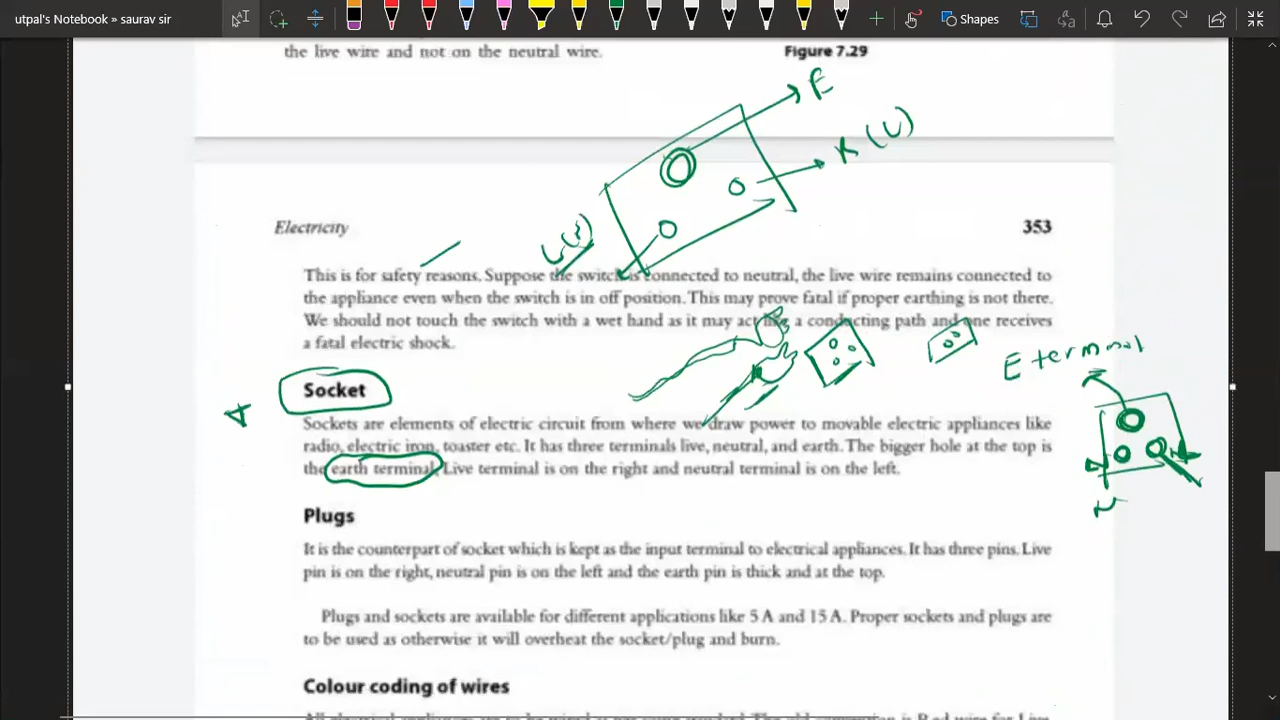 utpal's Notebook » saurav sir
Shapes
the live wire and not on the neutral wire.
Figure 7.29
E
Electricity
353
This is for safety reasons. Suppose the switch is connected to neutral, the live wire remains connected to
the appliance even when the switch is in off position. This may prove fatal if proper earthing is not there.
We should not touch the switch with a wet hand as it may act like a conducting path and one receives
a fatal electric shock.
E terminal
Socket
Sockets are elements of electric circuit from where we draw power to movable electric appliances like
radio, electric iron, toaster etc. It has three terminals live, neutral, and earth. The bigger hole at the top is
the earth terminal. Live terminal is on the right and neutral terminal is on the left.
N
Plugs
It is the counterpart of socket which is kept as the input terminal to electrical appliances. It has three pins. Live
pin is on the right, neutral pin is on the left and the earth pin is thick and at the top.
Plugs and sockets are available for different applications like 5 A and 15 A. Proper sockets and plugs are
to be used as otherwise it will overheat the socket/plug and burn.
Colour coding of wires